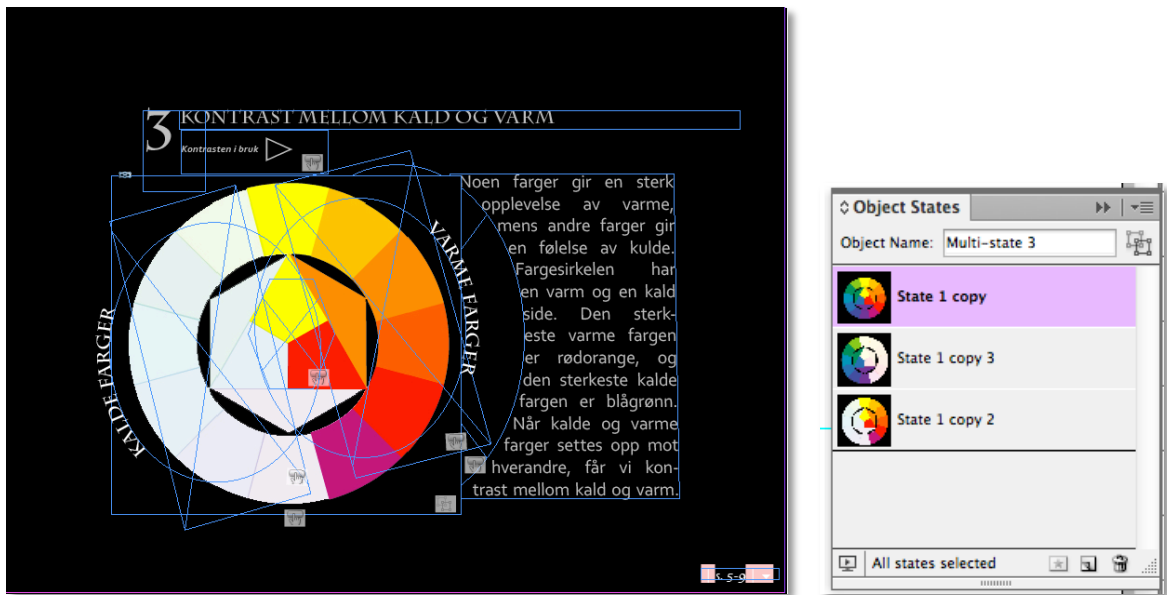 3
KONTRAST MELLOM KALD OG VARM
Kontrasten i bruk
Noen farger gir en sterk
opplevelse av varme,
mens andre farger gir
en følelse av kulde.
Fargesirkelen har
en varm og en kald
side. Den sterk-
este varme fargen
er rødorange, og
den sterkeste kalde
fargen er blågrønn.
Når kalde og varme
farger settes opp mot
hverandre, får vi kon-
trast mellom kald og varm.
KALDE FARGER
VARME FARGER
s. 5-9
Object States
Object Name: Multi-state 3
State 1 copy
State 1 copy 3
State 1 copy 2
All states selected